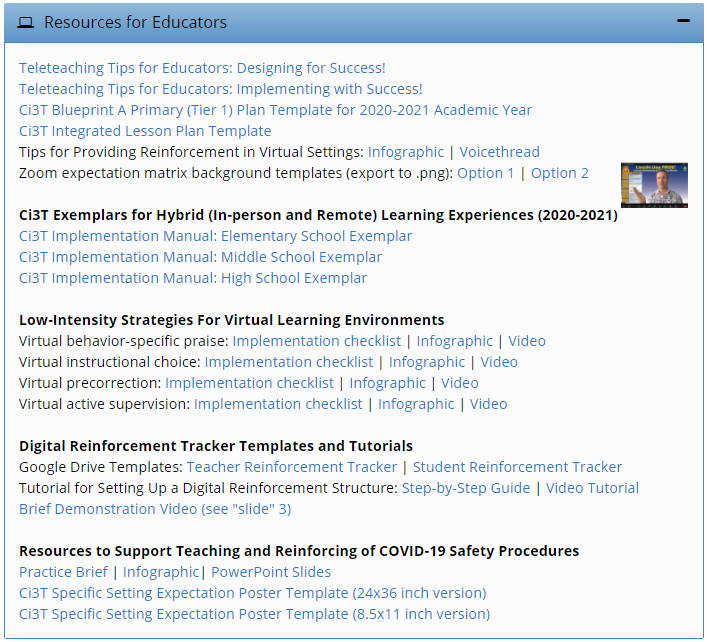 Resources for Educators
Teleteaching Tips for Educators: Designing for Success!
Teleteaching Tips for Educators: Implementing with Success!
Ci3T Blueprint A Primary (Tier 1) Plan Template for 2020-2021 Academic Year
Ci3T Integrated Lesson Plan Template
Tips for Providing Reinforcement in Virtual Settings: Infographic | Voicethread
Zoom expectation matrix background templates (export to .png): Option 1 | Option 2
Ci3T Exemplars for Hybrid (In-person and Remote) Learning Experiences (2020-2021)
Ci3T Implementation Manual: Elementary School Exemplar
Ci3T Implementation Manual: Middle School Exemplar
Ci3T Implementation Manual: High School Exemplar
Low-Intensity Strategies For Virtual Learning Environments
Virtual behavior-specific praise: Implementation checklist | Infographic | Video
Virtual instructional choice: Implementation checklist | Infographic | Video
Virtual precorrection: Implementation checklist | Infographic | Video
Virtual active supervision: Implementation checklist | Infographic | Video
Digital Reinforcement Tracker Templates and Tutorials
Google Drive Templates: Teacher Reinforcement Tracker | Student Reinforcement Tracker
Tutorial for Setting Up a Digital Reinforcement Structure: Step-by-Step Guide | Video Tutorial
Brief Demonstration Video (see "slide" 3)
Resources to Support Teaching and Reinforcing of COVID-19 Safety Procedures
Practice Brief | Infographic| PowerPoint Slides
Ci3T Specific Setting Expectation Poster Template (24x36 inch version)
Ci3T Specific Setting Expectation Poster Template (8.5x11 inch version)